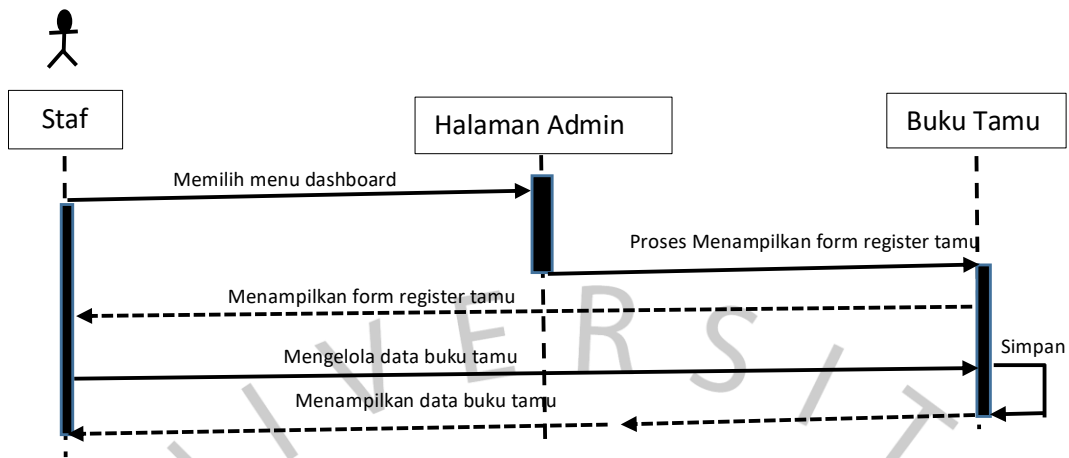 Staf
Halaman Admin
Buku Tamu
Memilih menu dashboard
Proses Menampilkan form register tamu
Menampilkan form register tamu
Simpan
Mengelola data buku tamu
Menampilkan data buku tamu
IVERSIT